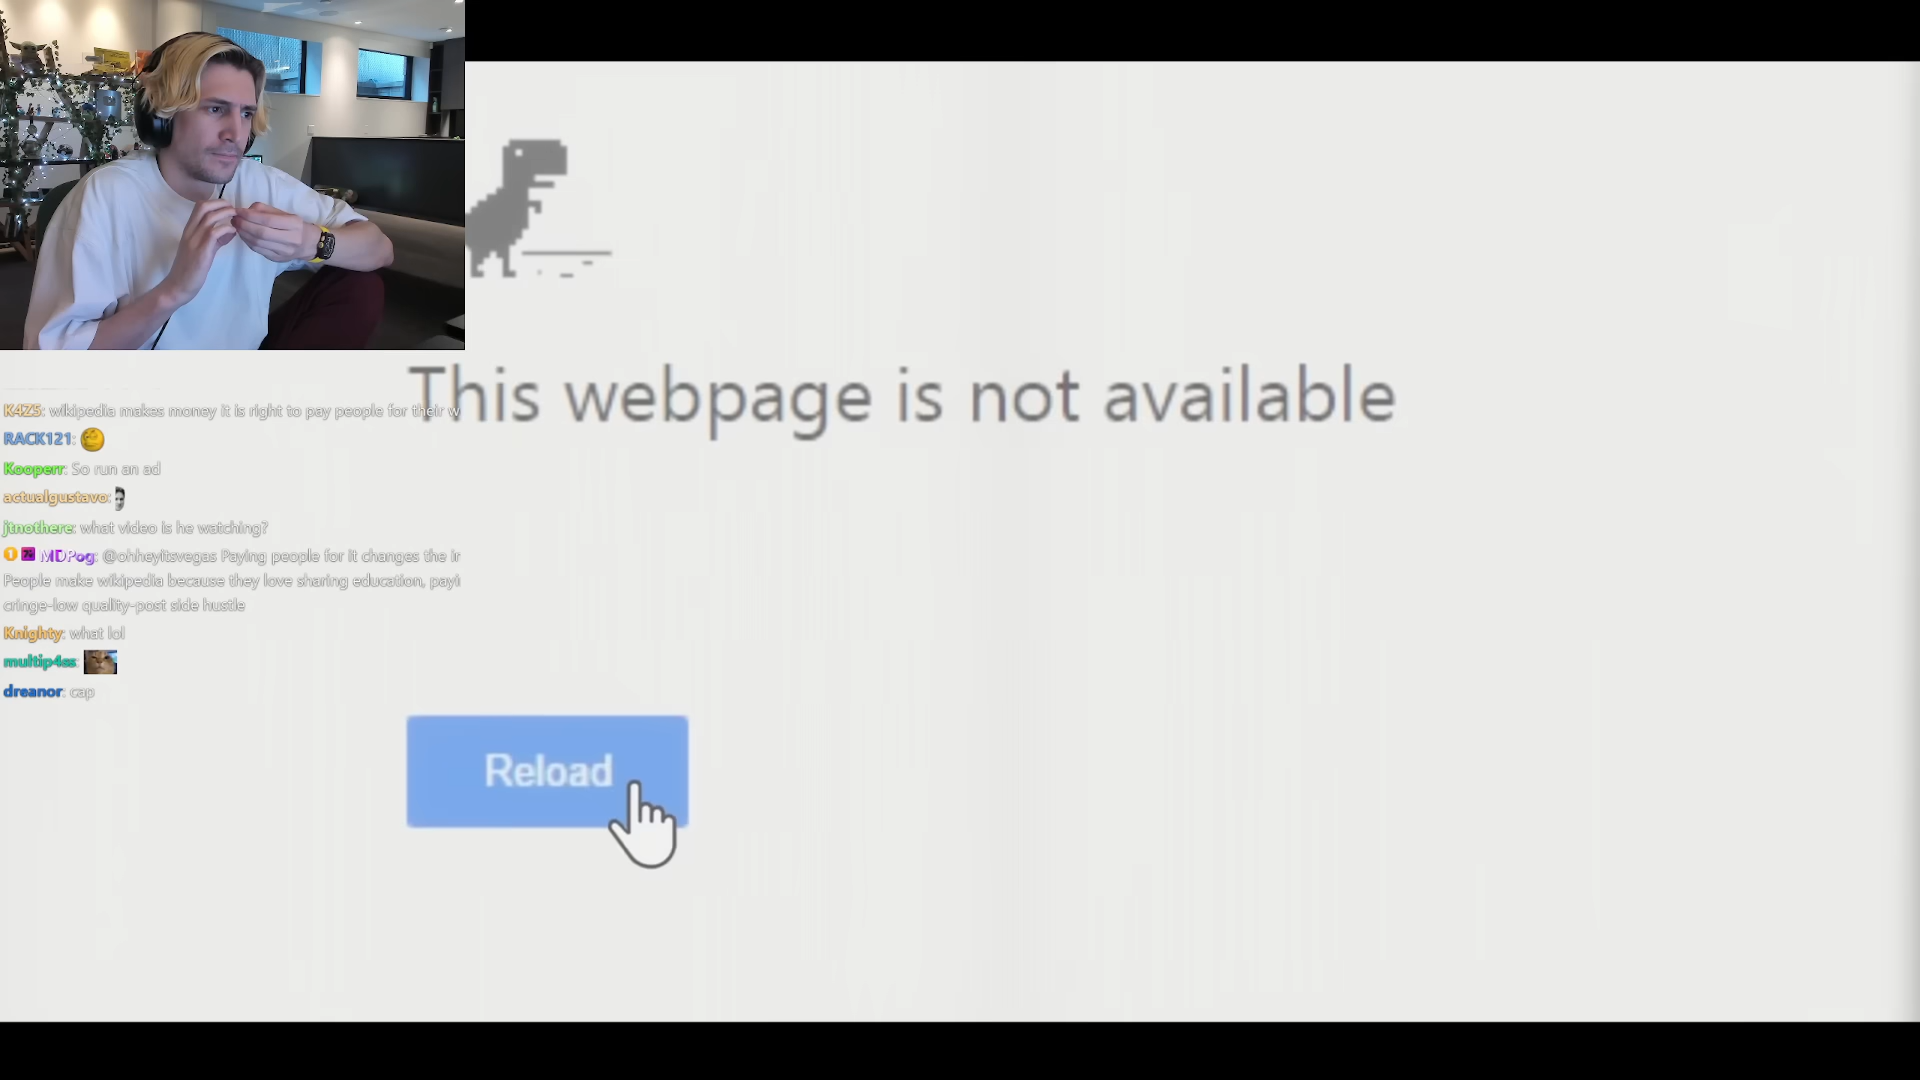 This webpage is not available
K4Z5: wikipedia makes money it is right to pay people for their w
RACK121:
Kooperr: So run an ad
actualgustavo:
jtnothere: what video is he watching?
MDPog: @ohheyitsvegas Paying people for it changes the ir
People make wikipedia because they love sharing education, payi
cringe-low quality-post side hustle
Knighty: what lol
multip4ss:
dreanor: cap
Reload